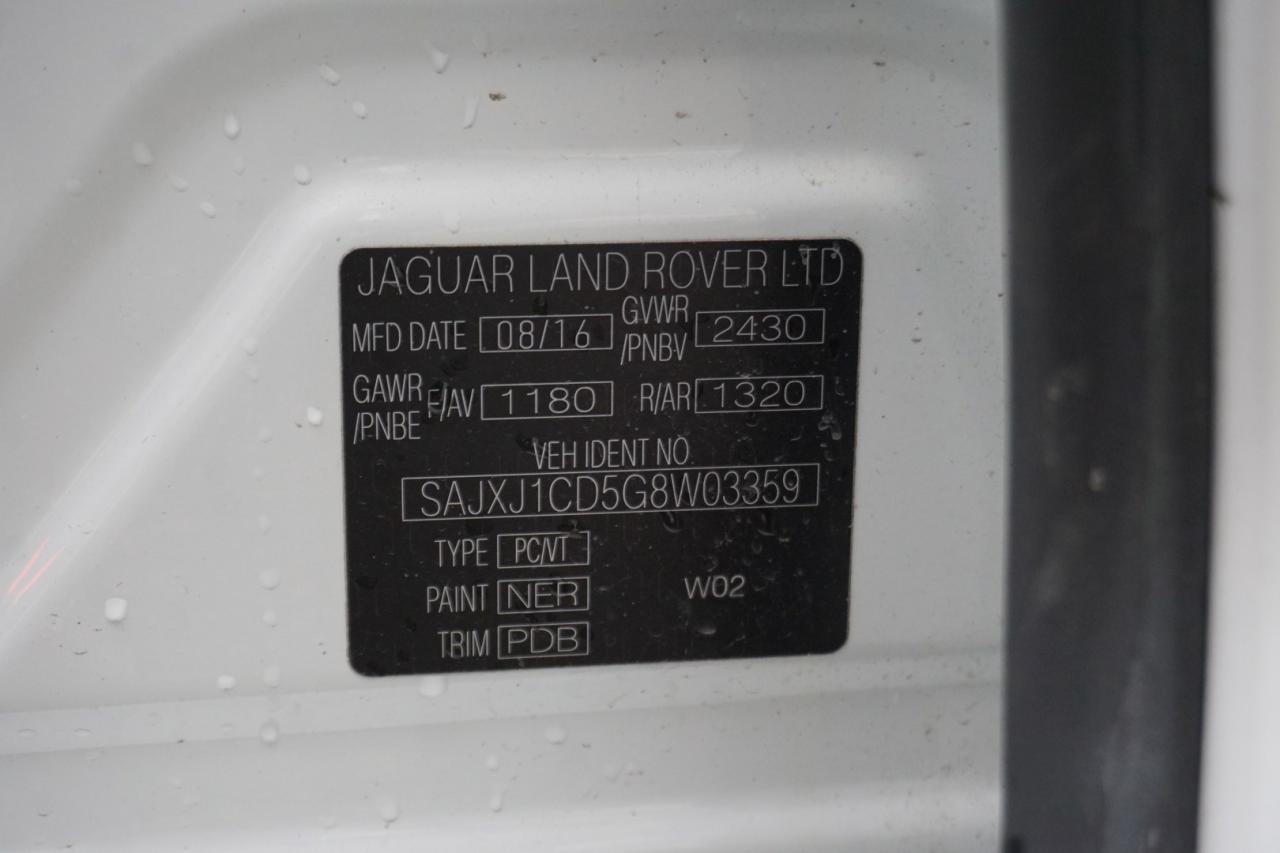 JAGUAR LAND ROVER LTD
MFD DATE 08/16 GVWR /PNBV 2430
GAWR /PNBE F/AV 1180 R/AR 1320
VEH IDENT NO
SAJXJ1CD5G8W03359
TYPE PC/VT
PAINT NER W02
TRIM PDB